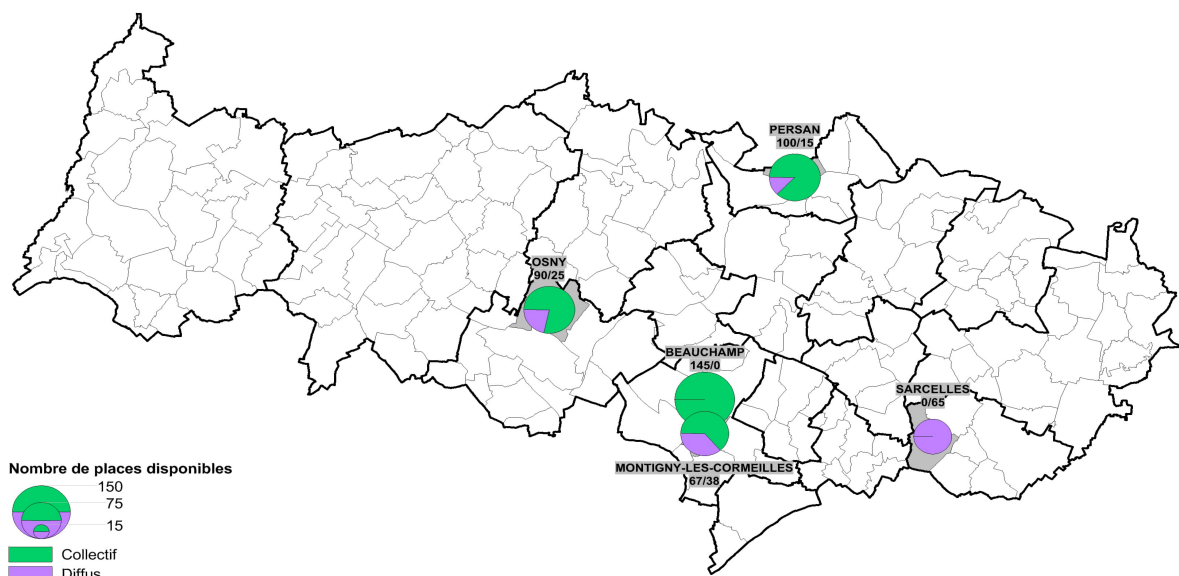 PERSAN
100/15
OSNY
90/25
BEAUCHAMP
145/0
SARCELLES
0/65
MONTIGNY-LES-CORMEILLES
67/38
Nombre de places disponibles
150
75
15
Collectif
Diffus